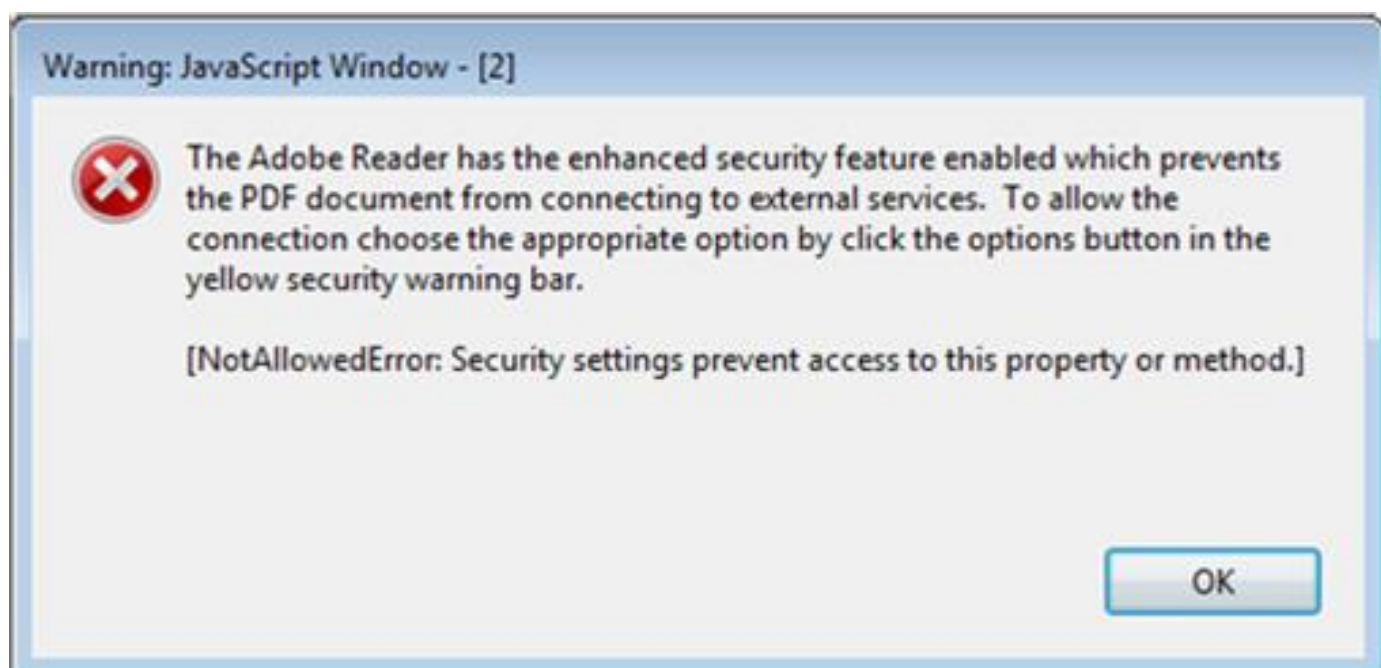 Warning: JavaScript Window - [2]
The Adobe Reader has the enhanced security feature enabled which prevents
the PDF document from connecting to external services.  To allow the
connection choose the appropriate option by click the options button in the
yellow security warning bar.
[NotAllowedError: Security settings prevent access to this property or method.]
OK